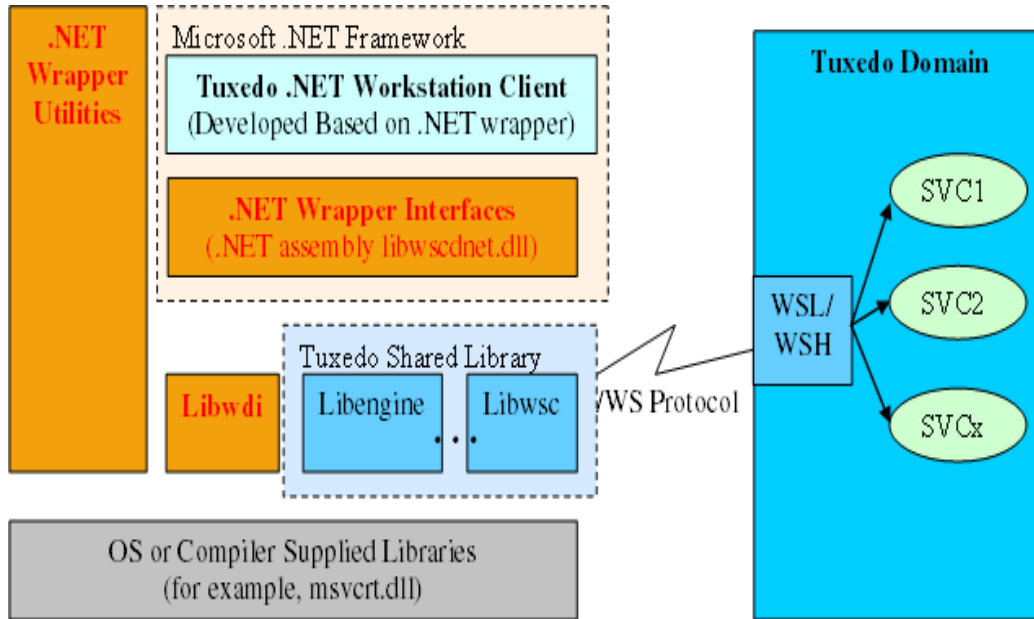 .NET
Wrapper
Utilities
Microsoft .NET Framework
Tuxedo .NET Workstation Client
(Developed Based on .NET wrapper)
.NET Wrapper Interfaces
(.NET assembly libwscdnet.dll)
Tuxedo Shared Library
Libwdi
Libengine
...
Libwsc
/WS Protocol
OS or Compiler Supplied Libraries
(for example, msvcrt.dll)
Tuxedo Domain
WSL/
WSH
SVC1
SVC2
SVCx